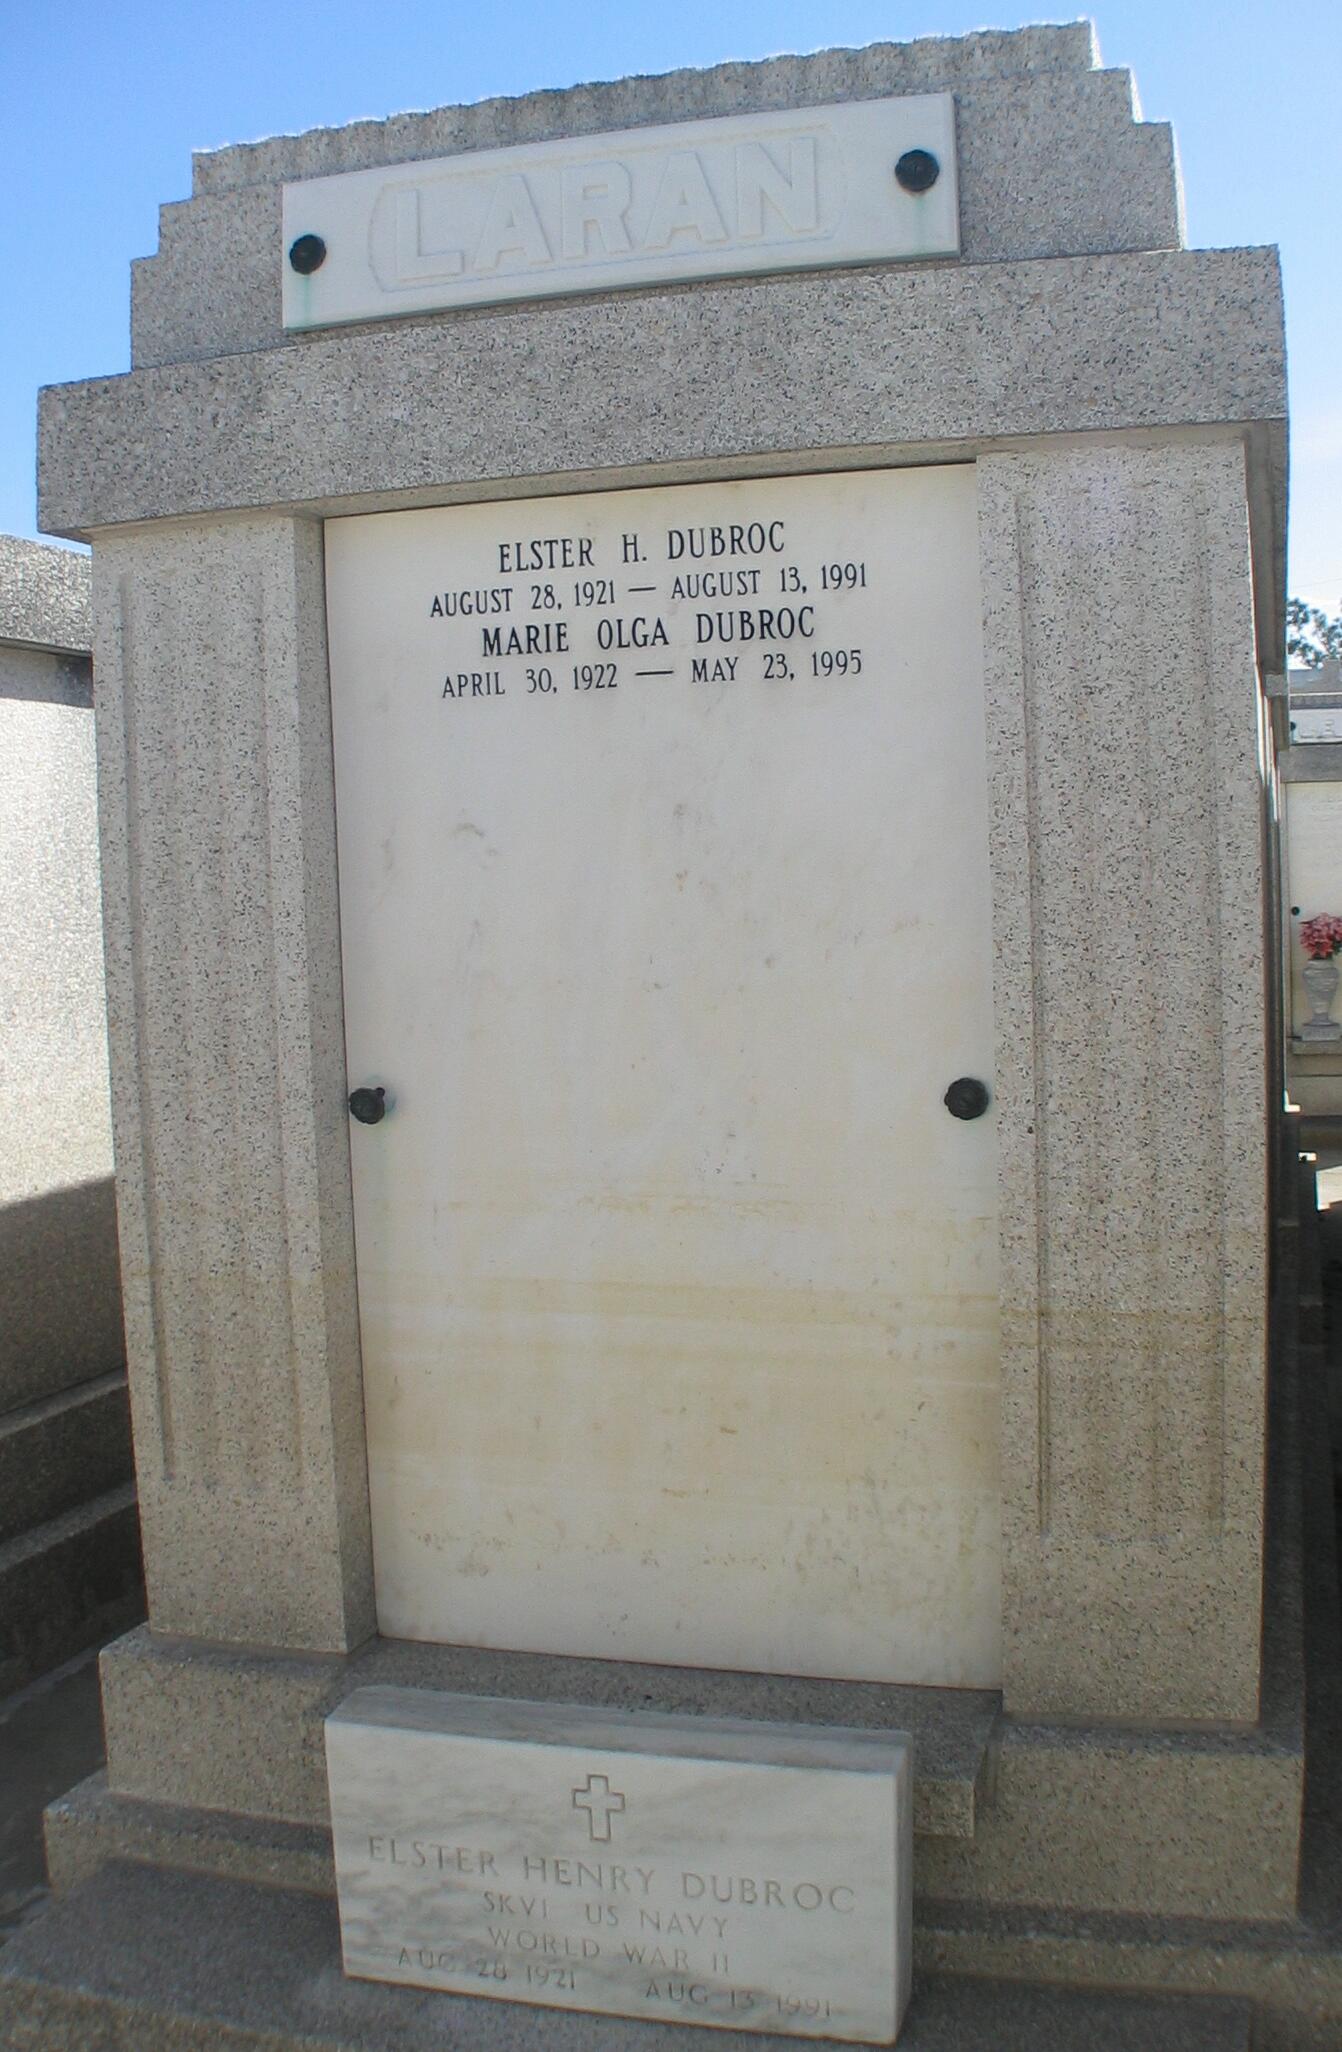 LARAN
ELSTER H. DUBROC
AUGUST 28, 1921 — AUGUST 13, 1991
MARIE OLGA DUBROC
APRIL 30, 1922 — MAY 23, 1995
ELSTER HENRY DUBROC
SKV1 US NAVY
WORLD WAR II
AUG 28 1921 AUG 13 1991